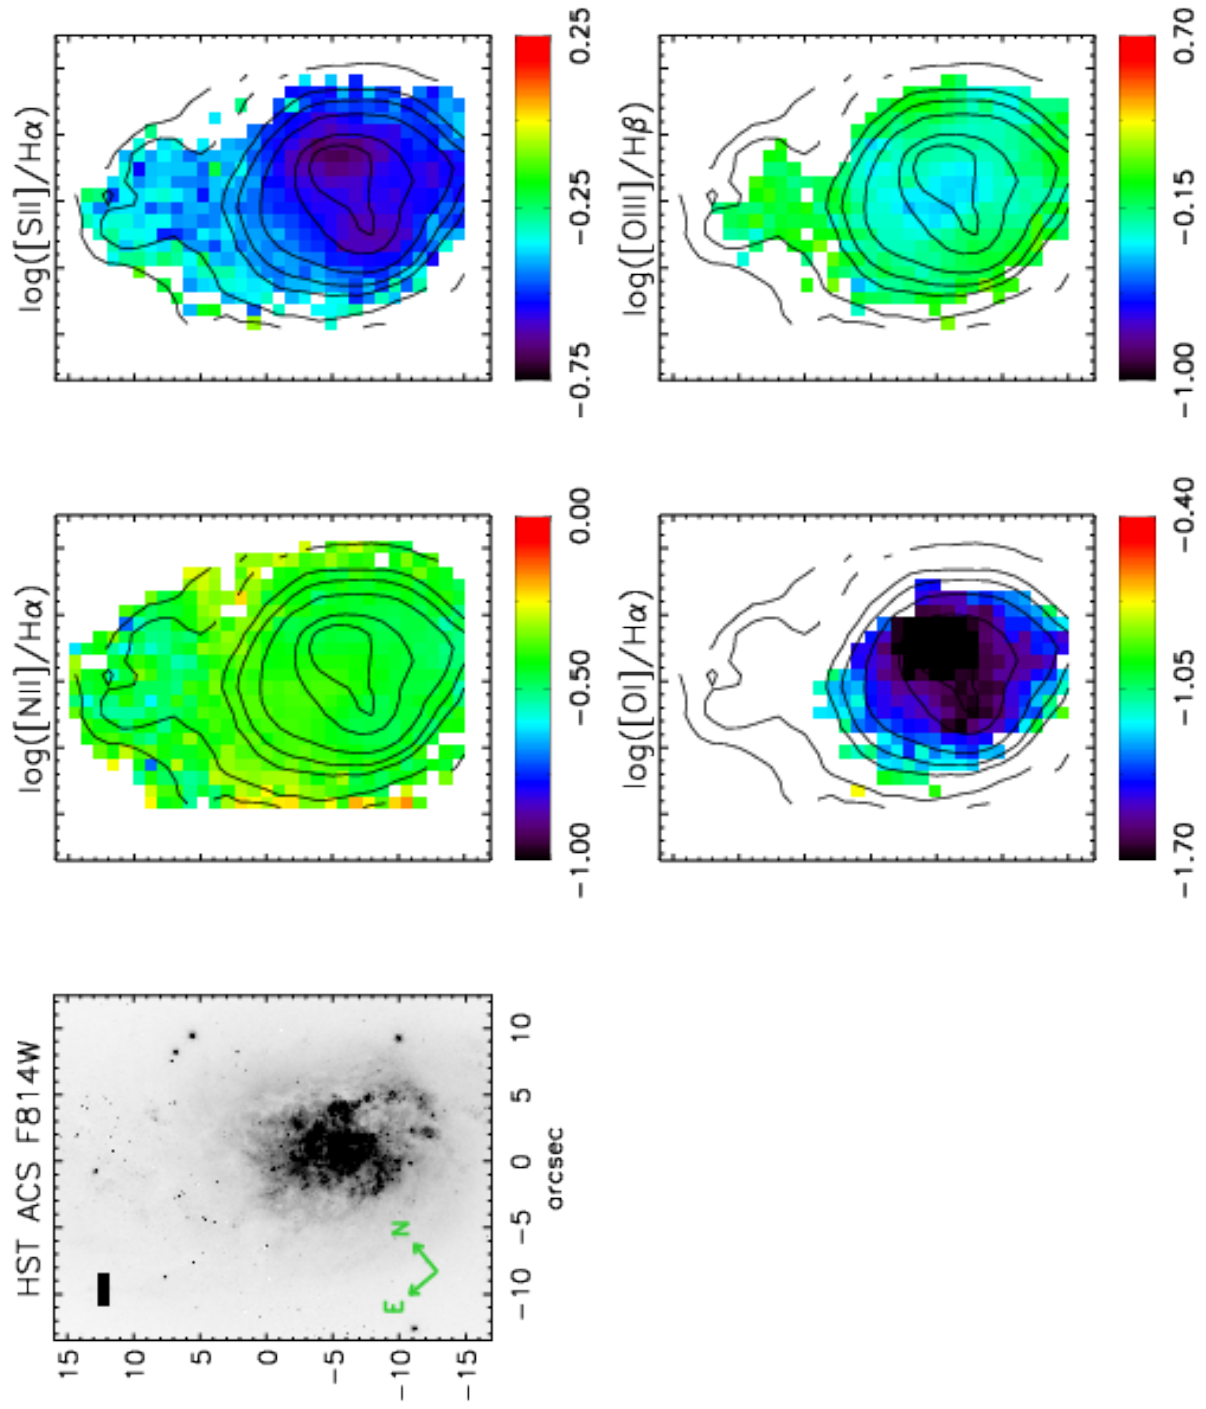 HST ACS F814W
15
10
5
0
−5
−10
−15
−10 −5 0 5 10
arcsec
E
N
log([NII]/Hα)
−1.00 −0.50 0.00
log([SII]/Hα)
−0.75 −0.25 0.25
log([OI]/Hα)
−1.70 −1.05 −0.40
log([OIII]/Hβ)
−1.00 −0.15 0.70